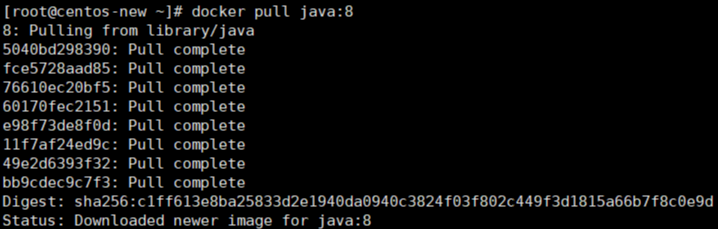 [root@centos-new ~]# docker pull java:8
8: Pulling from library/java
5040bd298390: Pull complete
fce5728aad85: Pull complete
76610ec20bf5: Pull complete
60170fec2151: Pull complete
e98f73de8f0d: Pull complete
11f7af24ed9c: Pull complete
49e2d6393f32: Pull complete
bb9cdec9c7f3: Pull complete
Digest: sha256:c1ff613e8ba25833d2e1940da0940c3824f03f802c449f3d1815a66b7f8c0e9d
Status: Downloaded newer image for java:8